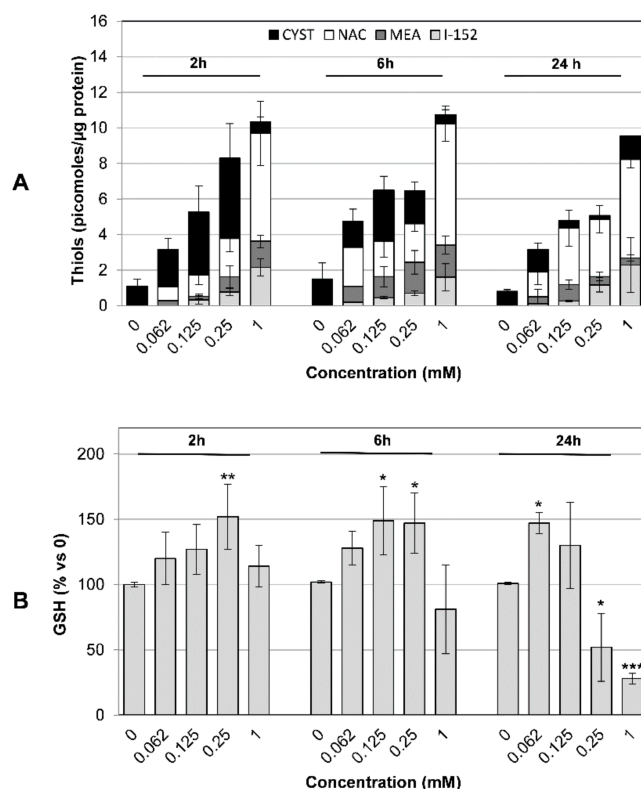 16
14
12
10
8
6
4
2
0
Thiols (picomoles/µg protein)
CYST NAC MEA I-152
2h 6h 24 h
A
0 0.062 0.125 0.25 1 0 0.062 0.125 0.25 1 0 0.062 0.125 0.25 1
Concentration (mM)
200
150
100
50
0
GSH (% vs 0)
2h 6h 24h
** * * * * ***
B
0 0.062 0.125 0.25 1 0 0.062 0.125 0.25 1 0 0.062 0.125 0.25 1
Concentration (mM)